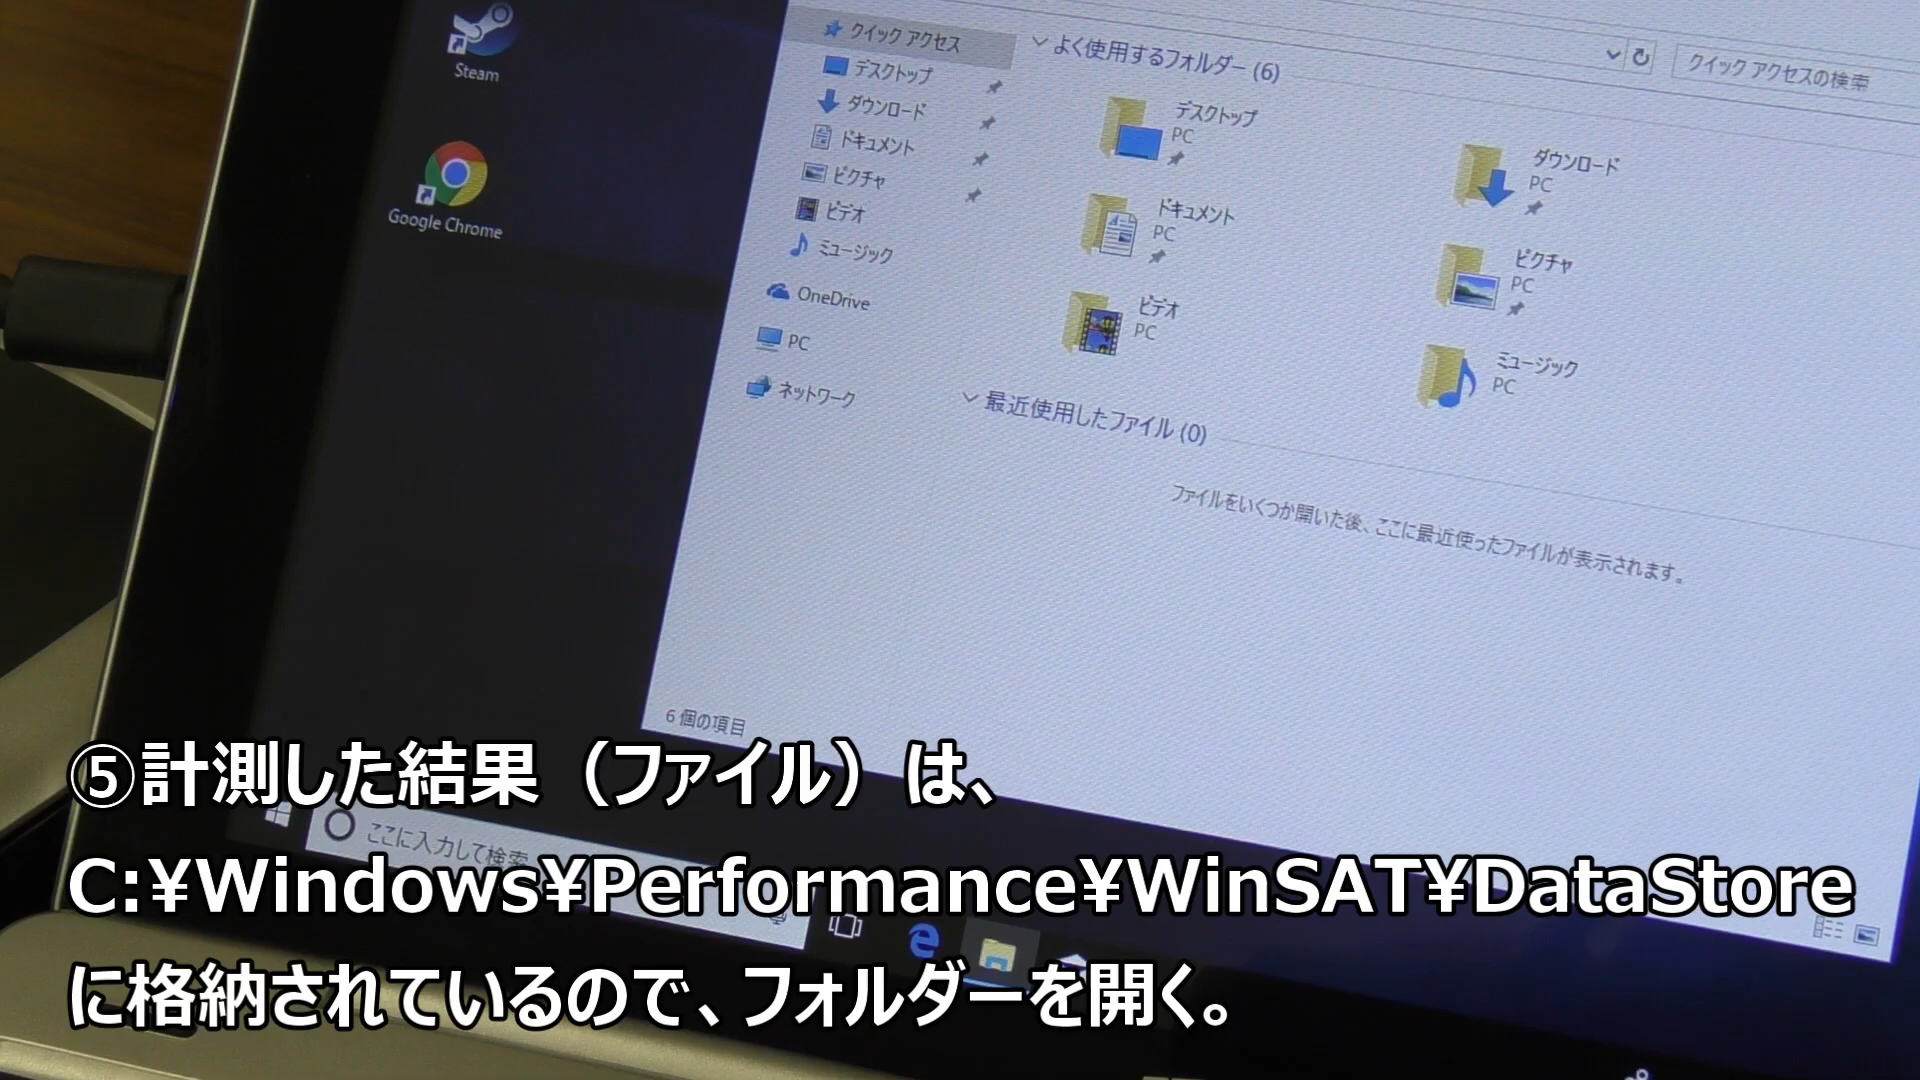 Steam
Google Chrome
クイック アクセス
デスクトップ
ダウンロード
ドキュメント
ピクチャ
ビデオ
ミュージック
OneDrive
PC
ネットワーク
クイック アクセスの検索
よく使用するフォルダー (6)
デスクトップ
PC
ダウンロード
PC
ドキュメント
PC
ピクチャ
PC
ビデオ
PC
ミュージック
PC
最近使用したファイル (0)
ファイルをいくつか開いた後、ここに最近使ったファイルが表示されます。
6 個の項目
ここに入力して検索
⑤計測した結果（ファイル）は、
C:¥Windows¥Performance¥WinSAT¥DataStore
に格納されているので、フォルダーを開く。